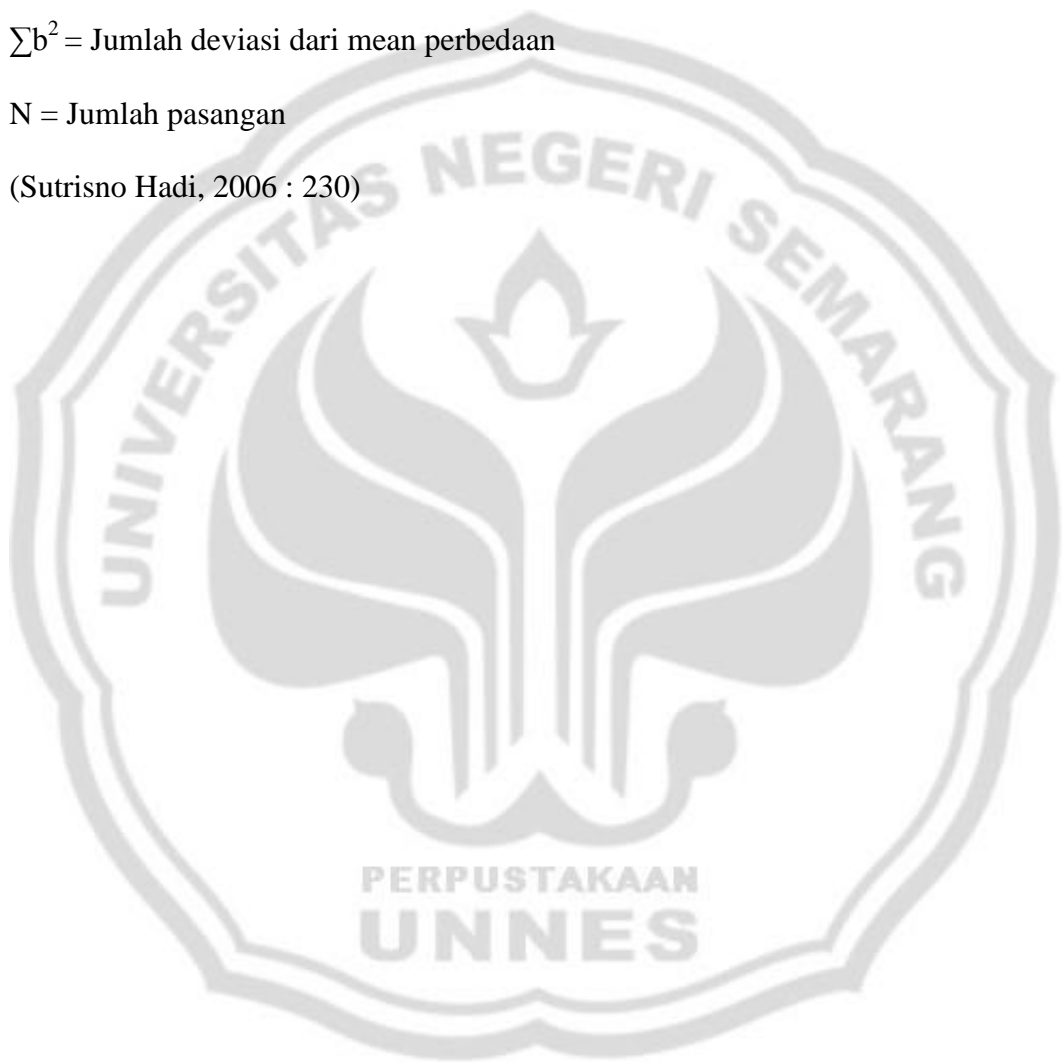 ∑b² = Jumlah deviasi dari mean perbedaan
N = Jumlah pasangan
(Sutrisno Hadi, 2006 : 230)
UNIVERSITAS NEGERI SEMARANG
PERPUSTAKAAN
UNNES